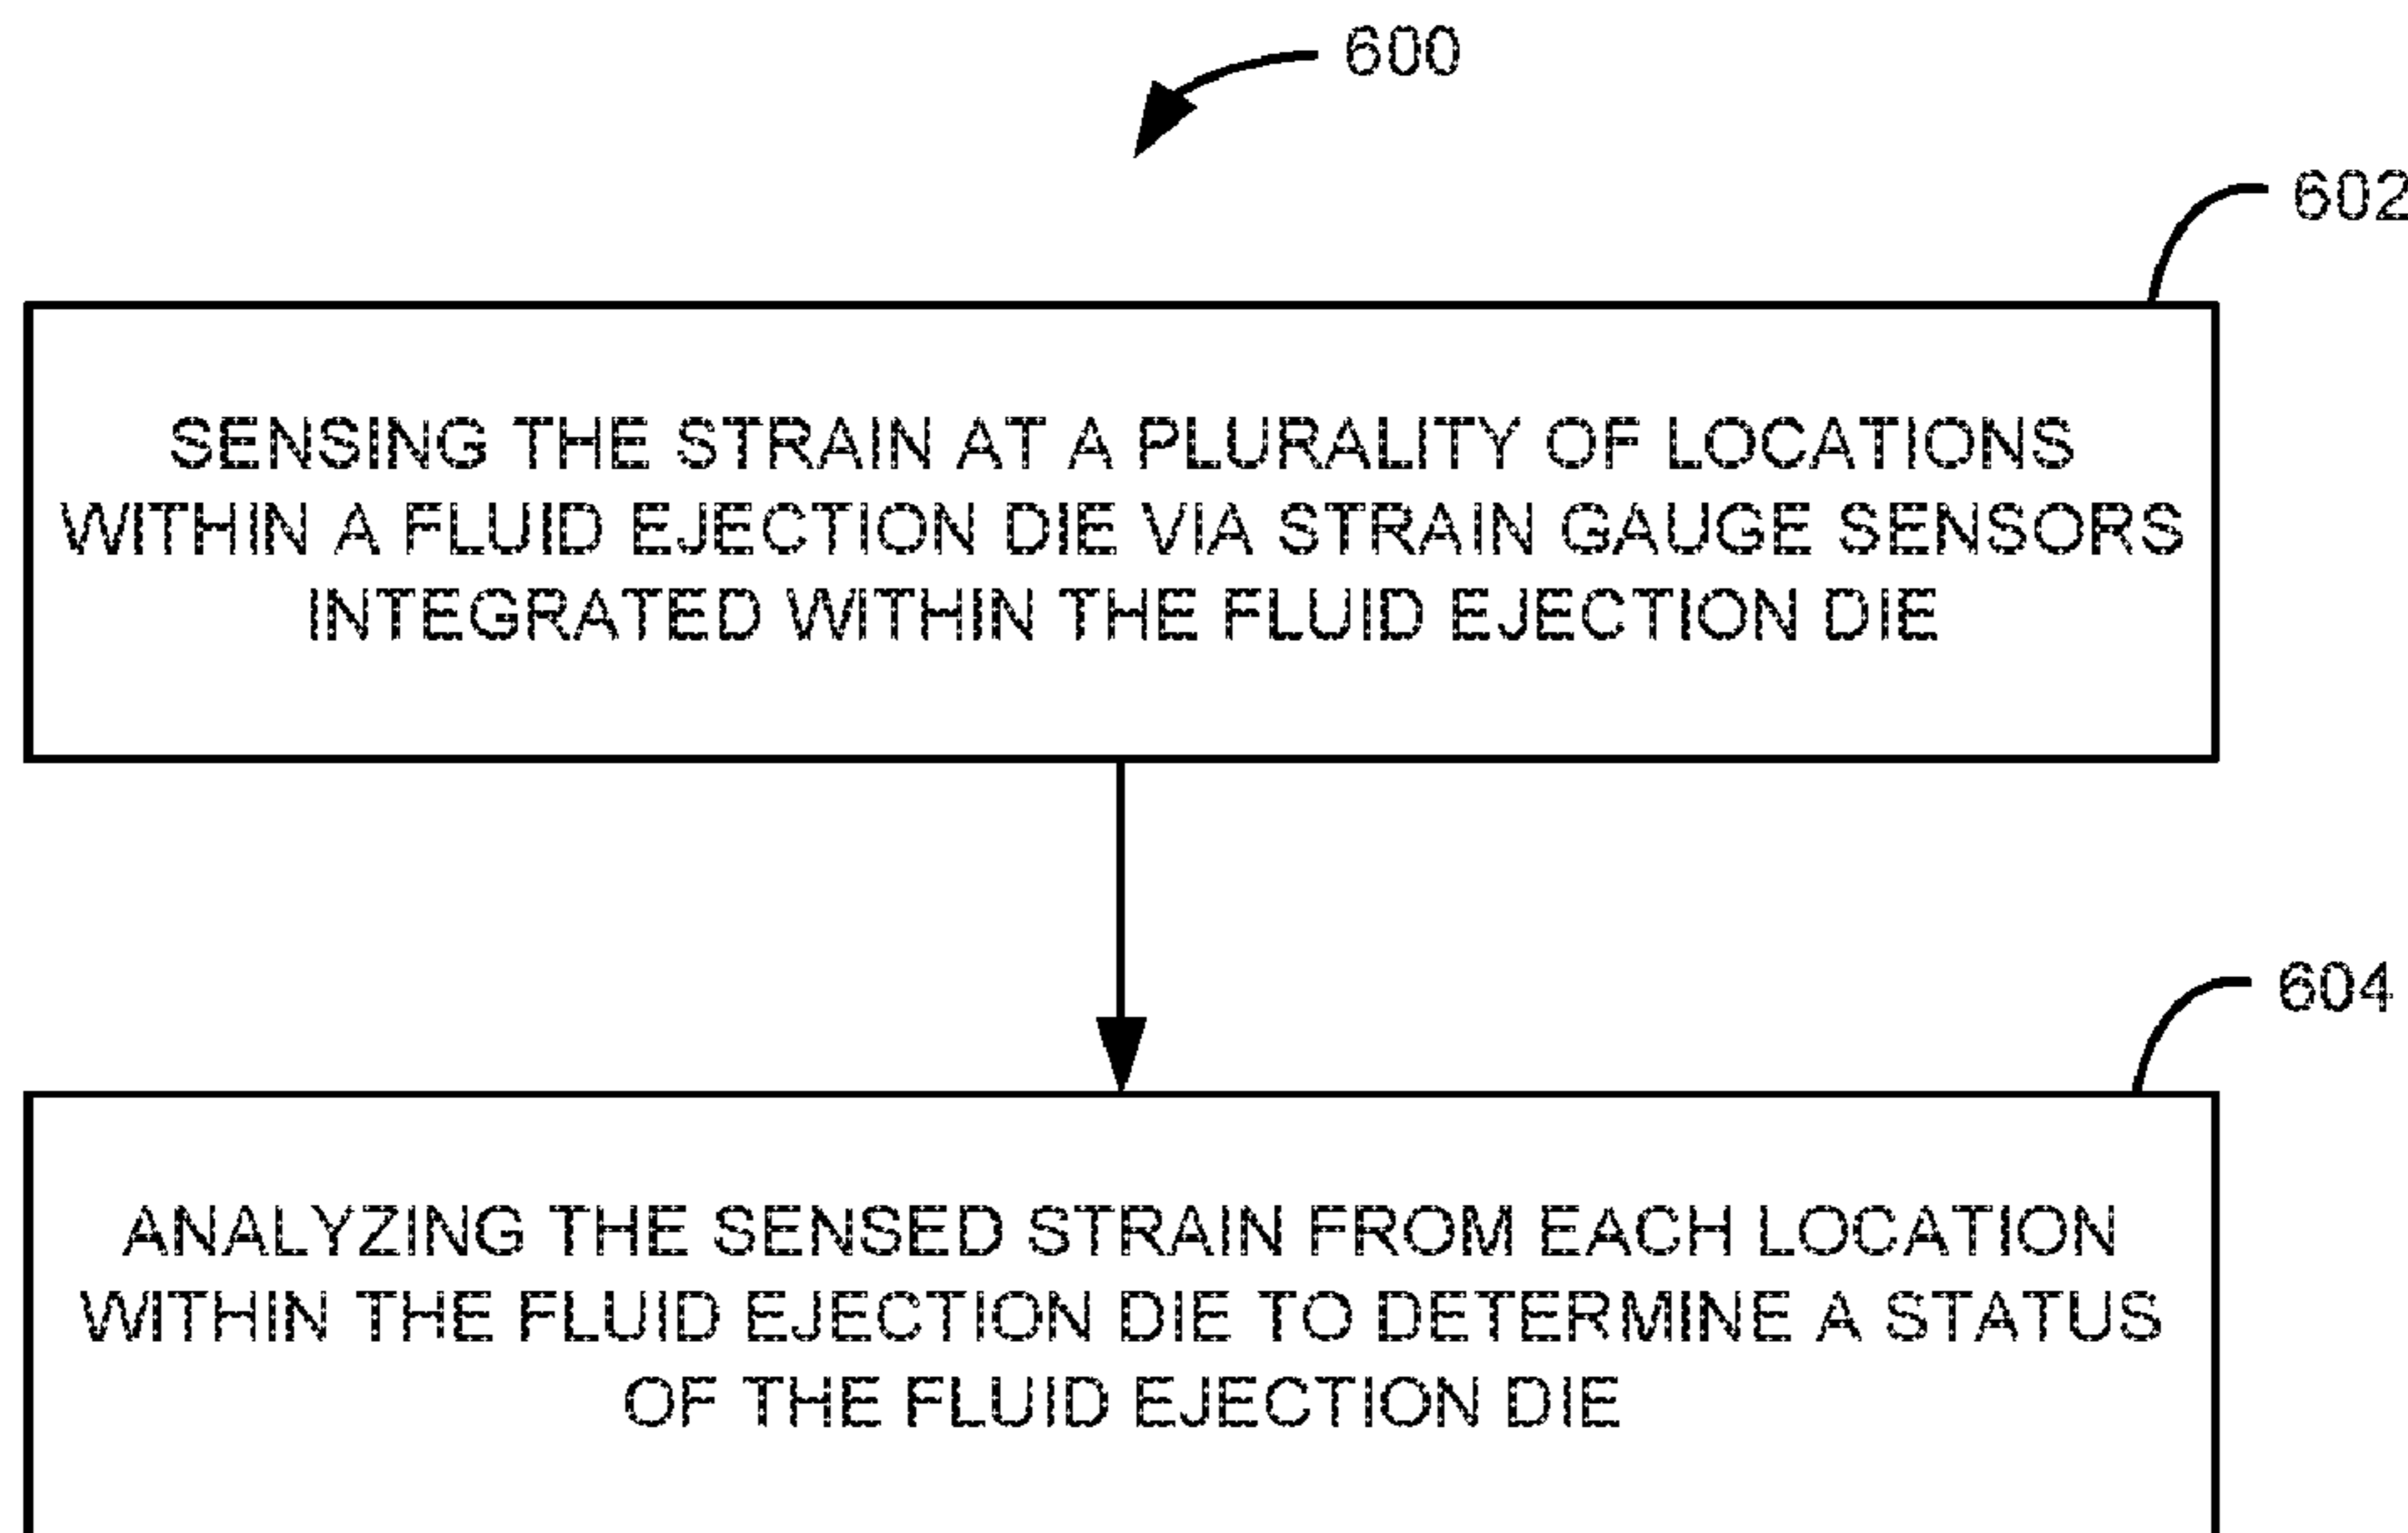 600
602
SENSING THE STRAIN AT A PLURALITY OF LOCATIONS
WITHIN A FLUID EJECTION DIE VIA STRAIN GAUGE SENSORS
INTEGRATED WITHIN THE FLUID EJECTION DIE
604
ANALYZING THE SENSED STRAIN FROM EACH LOCATION
WITHIN THE FLUID EJECTION DIE TO DETERMINE A STATUS
OF THE FLUID EJECTION DIE